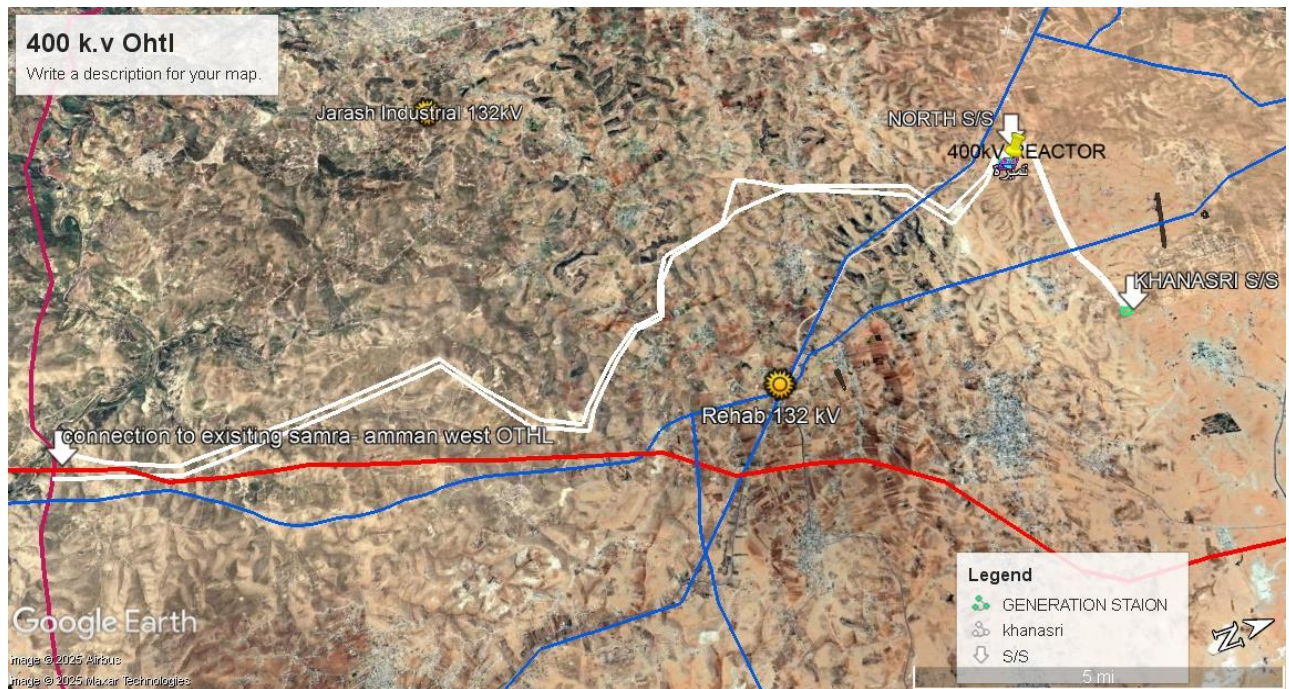 400 k.v Ohtl
Write a description for your map.
Jarash Industrial 132kV
NORTH S/S
400kV REACTOR
نميرة
KHANASRI S/S
Rehab 132 kV
connection to exisiting samra- amman west OTHL
Legend
GENERATION STAION
khanasri
S/S
Google Earth
Image © 2025 Airbus
Image © 2025 Maxar Technologies
N
5 mi